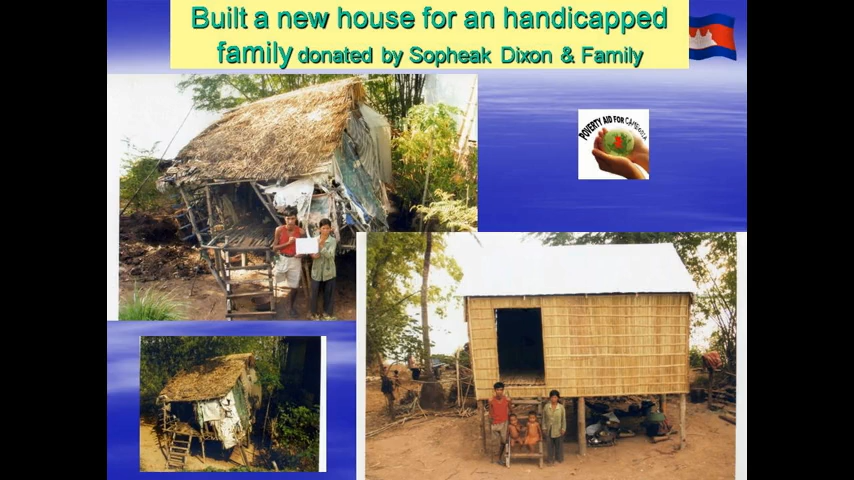 Built a new house for an handicapped
family donated by Sopheak Dixon & Family
POVERTY AID FOR CAMBODIA